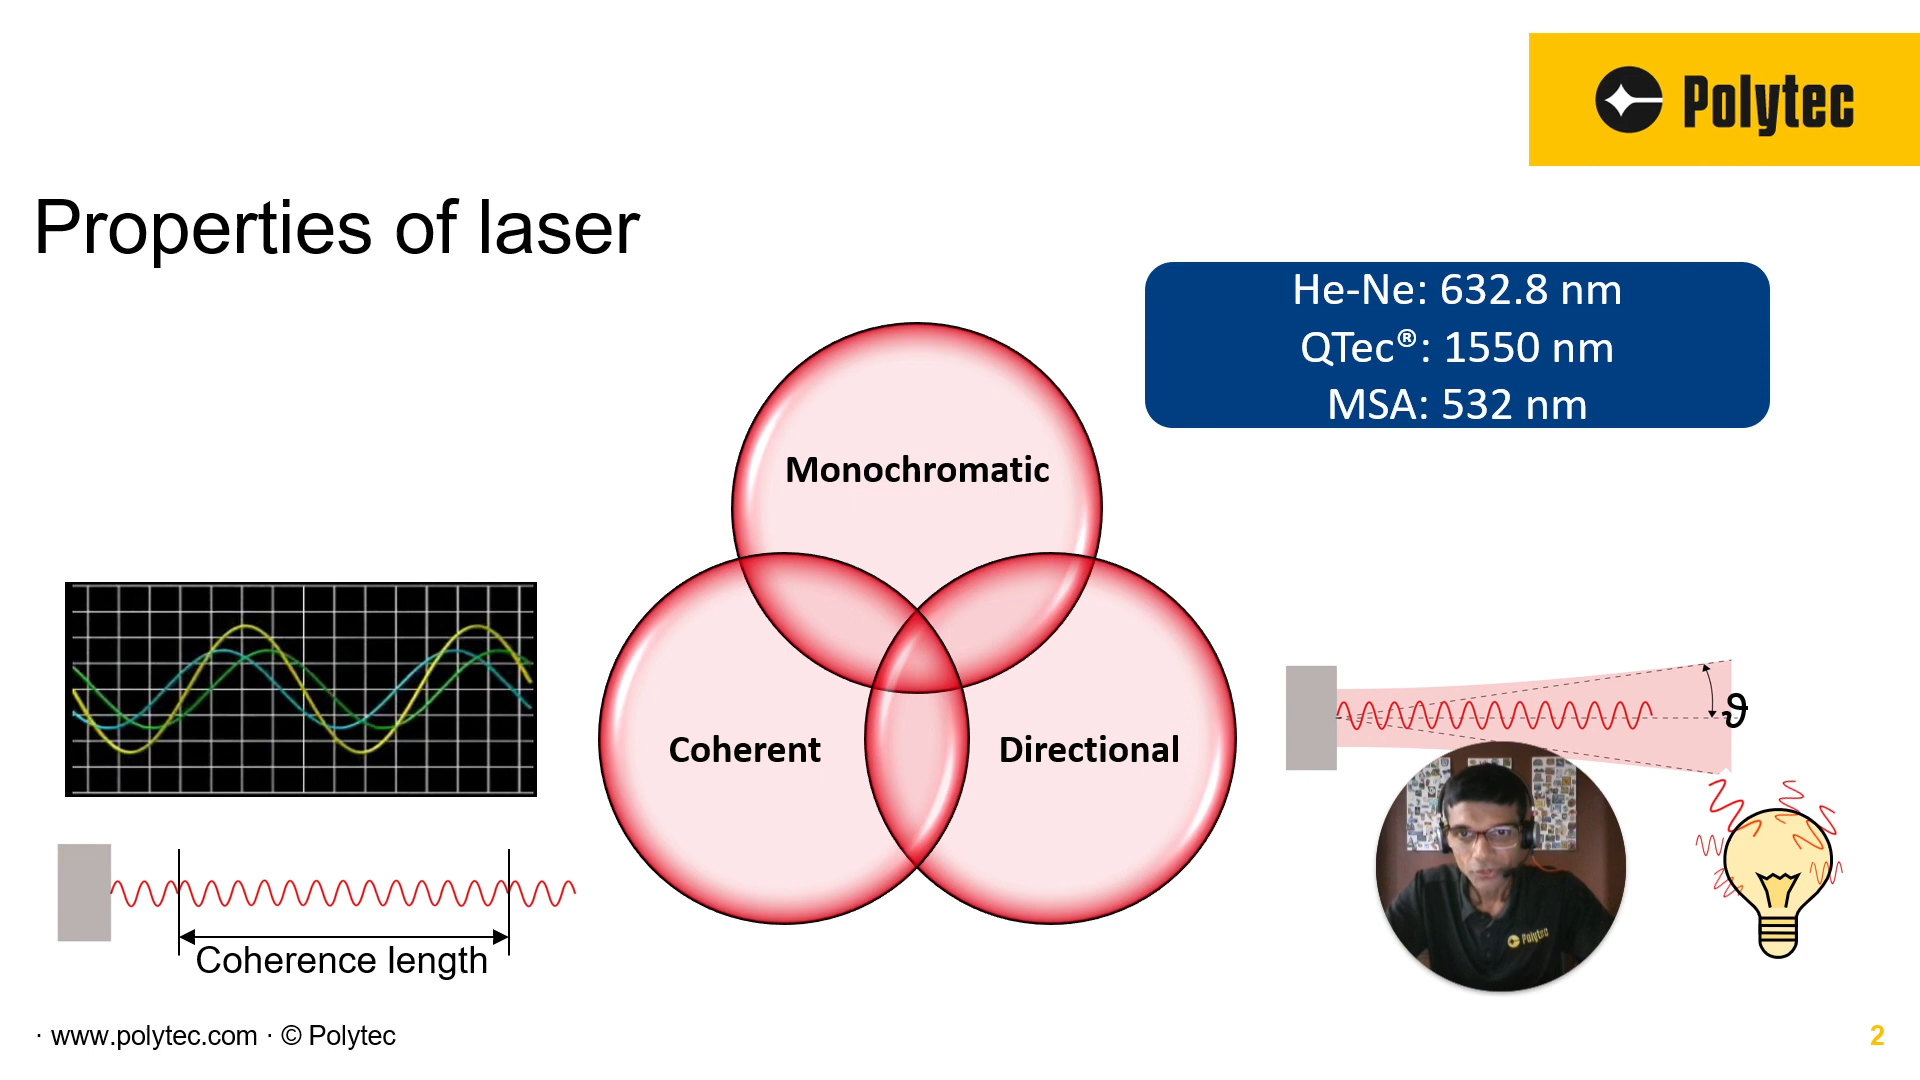 Polytec
Properties of laser
He-Ne: 632.8 nm
QTec®: 1550 nm
MSA: 532 nm
Monochromatic
Coherent
Directional
ϑ
Coherence length
Polytec
· www.polytec.com · © Polytec
2